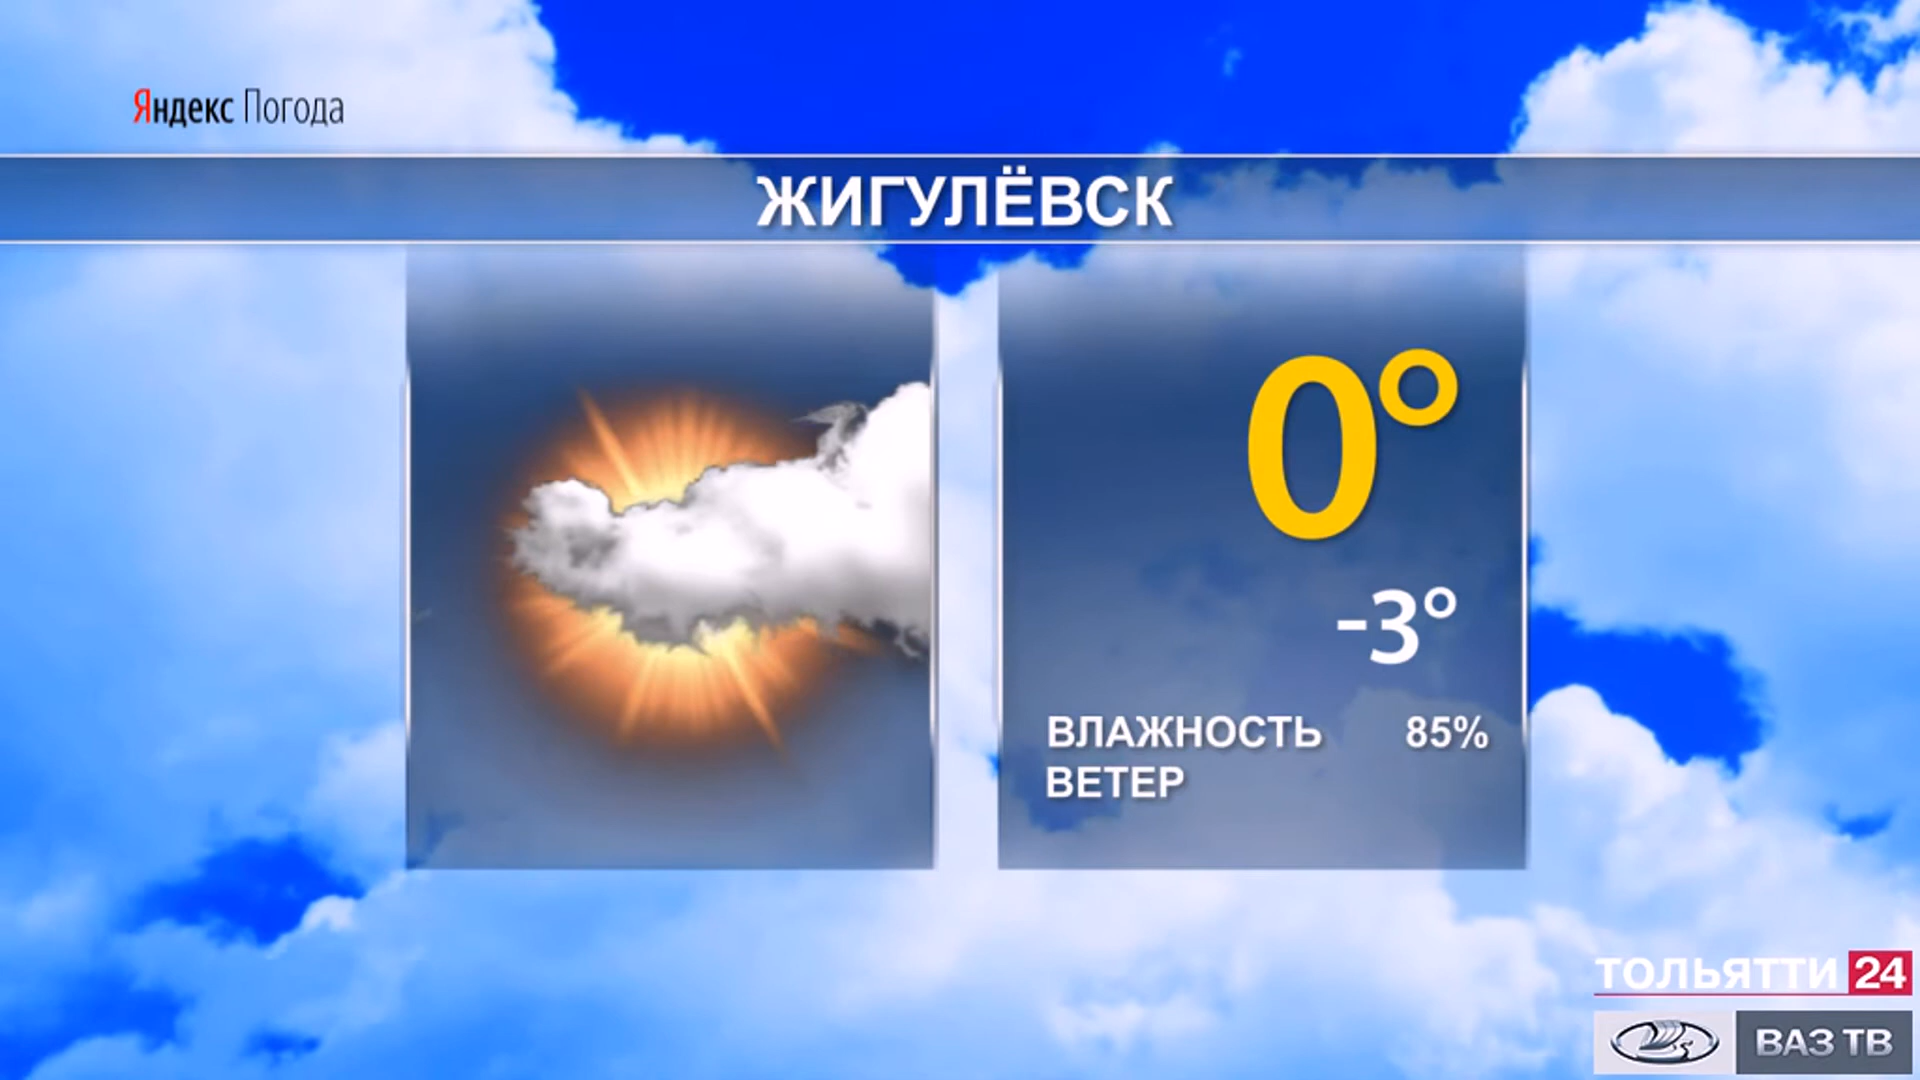 Яндекс Погода
ЖИГУЛЁВСК
0°
-3°
ВЛАЖНОСТЬ 85%
ВЕТЕР
ТОЛЬЯТТИ 24
ВАЗ ТВ